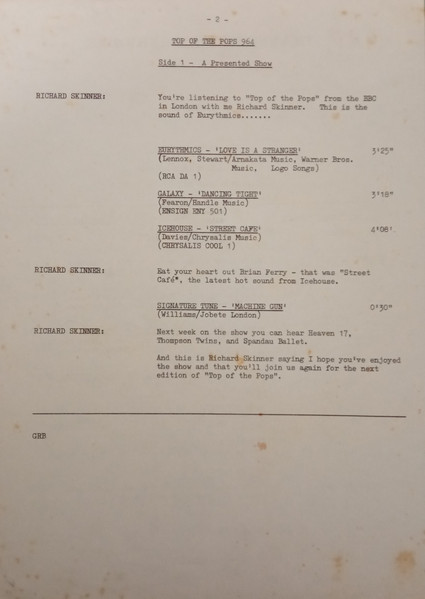 - 2 -
TOP OF THE POPS 964
Side 1 - A Presented Show
RICHARD SKINNER: You're listening to "Top of the Pops" from the BBC
in London with me Richard Skinner. This is the
sound of Eurythmics.......
EURYTHMICS - 'LOVE IS A STRANGER' 3'25"
(Lennox, Stewart/Arnakata Music, Warner Bros.
Music, Logo Songs)
(RCA DA 1)
GALAXY - 'DANCING TIGHT' 3'18"
(Fearon/Handle Music)
(ENSIGN ENY 501)
ICEHOUSE - 'STREET CAFE' 4'08'
(Davies/Chrysalis Music)
(CHRYSALIS COOL 1)
RICHARD SKINNER: Eat your heart out Brian Ferry - that was "Street
Café", the latest hot sound from Icehouse.
SIGNATURE TUNE - 'MACHINE GUN' 0'30"
(Williams/Jobete London)
RICHARD SKINNER: Next week on the show you can hear Heaven 17,
Thompson Twins, and Spandau Ballet.
And this is Richard Skinner saying I hope you've enjoyed
the show and that you'll join us again for the next
edition of "Top of the Pops".
GRB